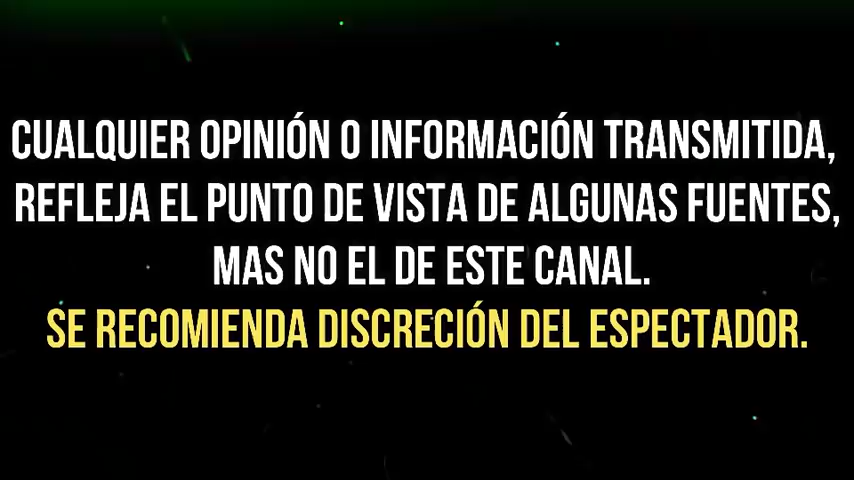 CUALQUIER OPINIÓN O INFORMACIÓN TRANSMITIDA,
REFLEJA EL PUNTO DE VISTA DE ALGUNAS FUENTES,
MAS NO EL DE ESTE CANAL.
SE RECOMIENDA DISCRECIÓN DEL ESPECTADOR.